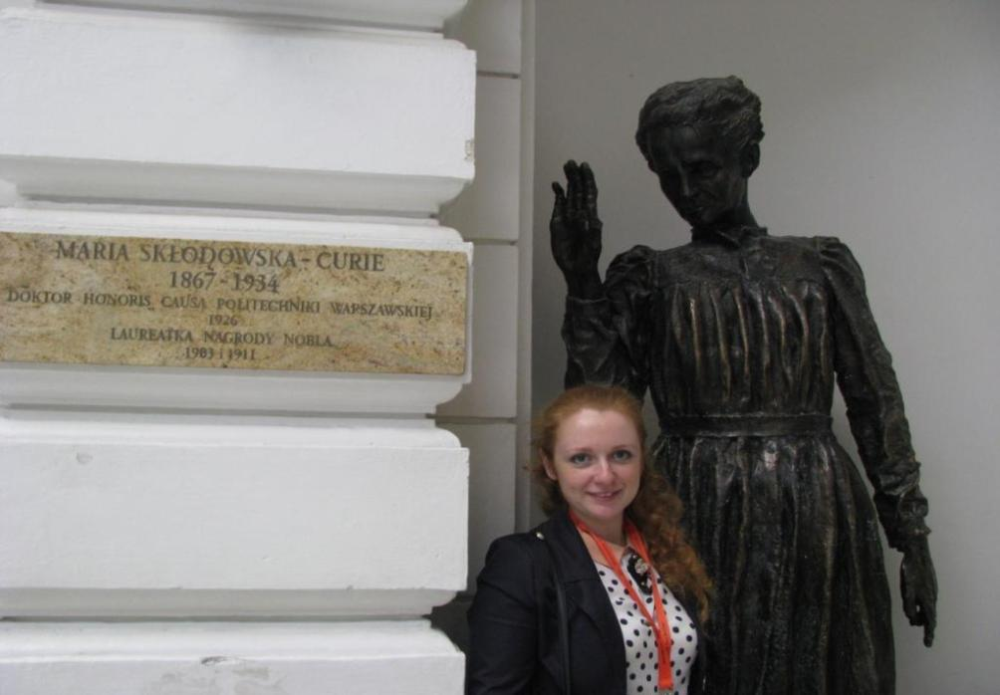 MARIA SKŁODOWSKA-CURIE
1867-1934
DOKTOR HONORIS CAUSA POLITECHNIKI WARSZAWSKIEJ
1926
LAUREATKA NAGRODY NOBLA
1903 i 1911